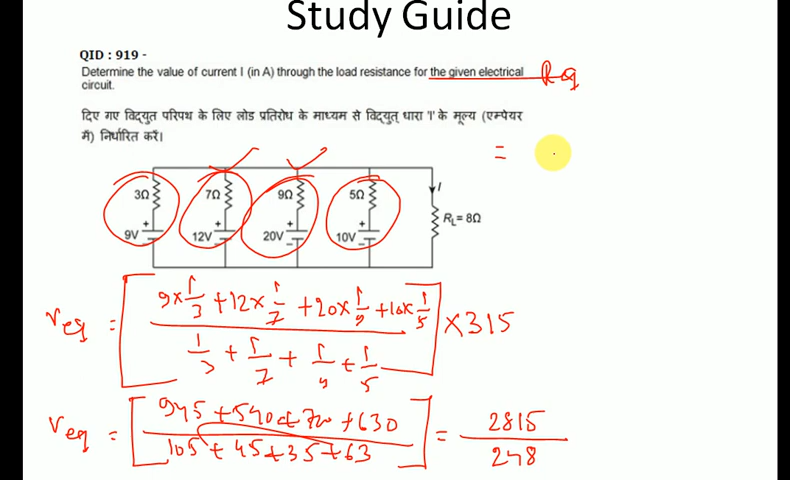 Study Guide
QID : 919 -
Determine the value of current I (in A) through the load resistance for the given electrical Req
circuit.
दिए गए विद्युत परिपथ के लिए लोड प्रतिरोध के माध्यम से विद्युत् धारा 'I' के मूल्य (एम्पेयर
में) निर्धारित करें।
=
3Ω 7Ω 9Ω 5Ω I
+ + + + RL= 8Ω
9V 12V 20V 10V
- - - -
req = [ 9×1/3 + 12×1/7 + 20×1/9 + 10×1/5 ] ×315
1/3 + 1/7 + 1/9 + 1/5
req = [ 945 + 540 + 700 + 630 ] = 2815
105 + 45 + 35 + 63 248